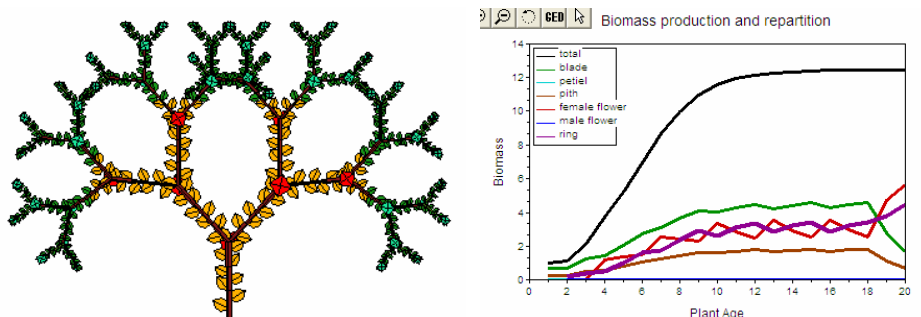 GED
Biomass production and repartition
14
12
10
8
6
4
2
0
Biomass
total
blade
petiel
pith
female flower
male flower
ring
0 2 4 6 8 10 12 14 16 18 20
Plant Age